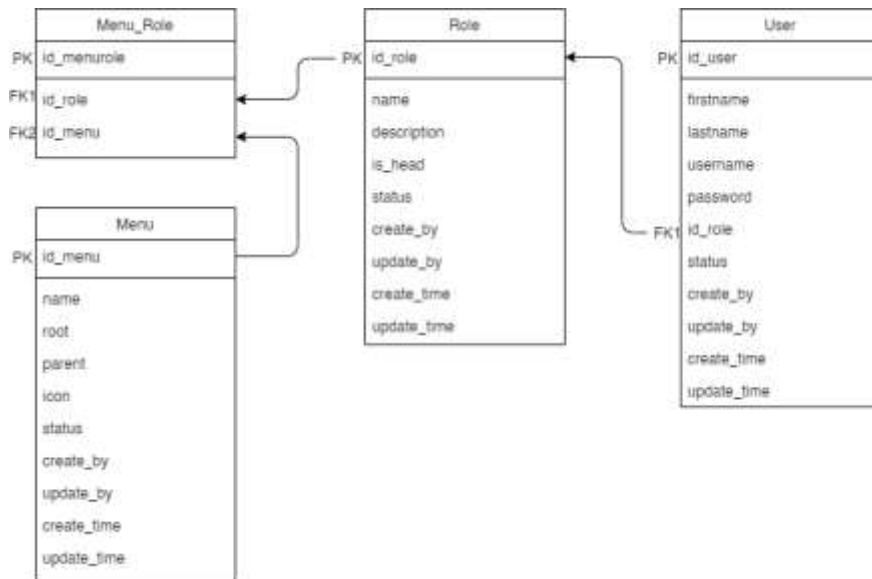 Menu_Role
PK id_menurole
FK1 id_role
FK2 id_menu
Menu
PK id_menu
name
root
parent
icon
status
create_by
update_by
create_time
update_time
Role
PK id_role
name
description
is_head
status
create_by
update_by
create_time
update_time
User
PK id_user
firstname
lastname
username
password
FK1 id_role
status
create_by
update_by
create_time
update_time